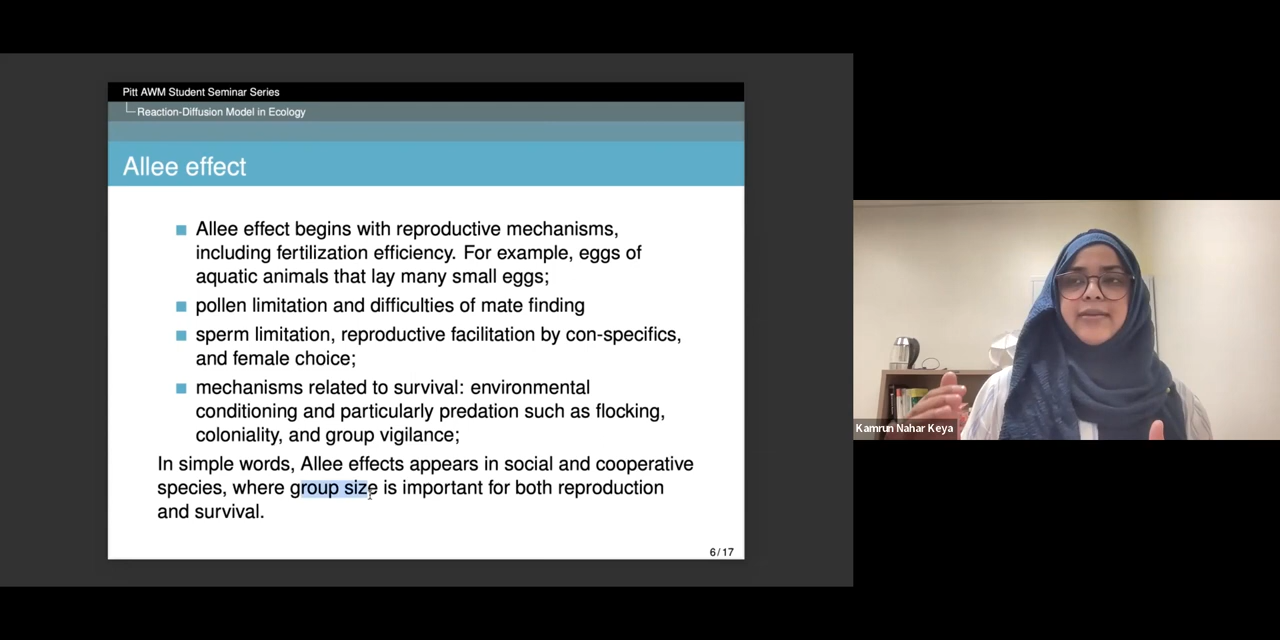 Pitt AWM Student Seminar Series
Reaction-Diffusion Model in Ecology
Allee effect
Allee effect begins with reproductive mechanisms,
including fertilization efficiency. For example, eggs of
aquatic animals that lay many small eggs;
pollen limitation and difficulties of mate finding
sperm limitation, reproductive facilitation by con-specifics,
and female choice;
mechanisms related to survival: environmental
conditioning and particularly predation such as flocking,
coloniality, and group vigilance;
In simple words, Allee effects appears in social and cooperative
species, where group size is important for both reproduction
and survival.
6/17
Kamrun Nahar Keya